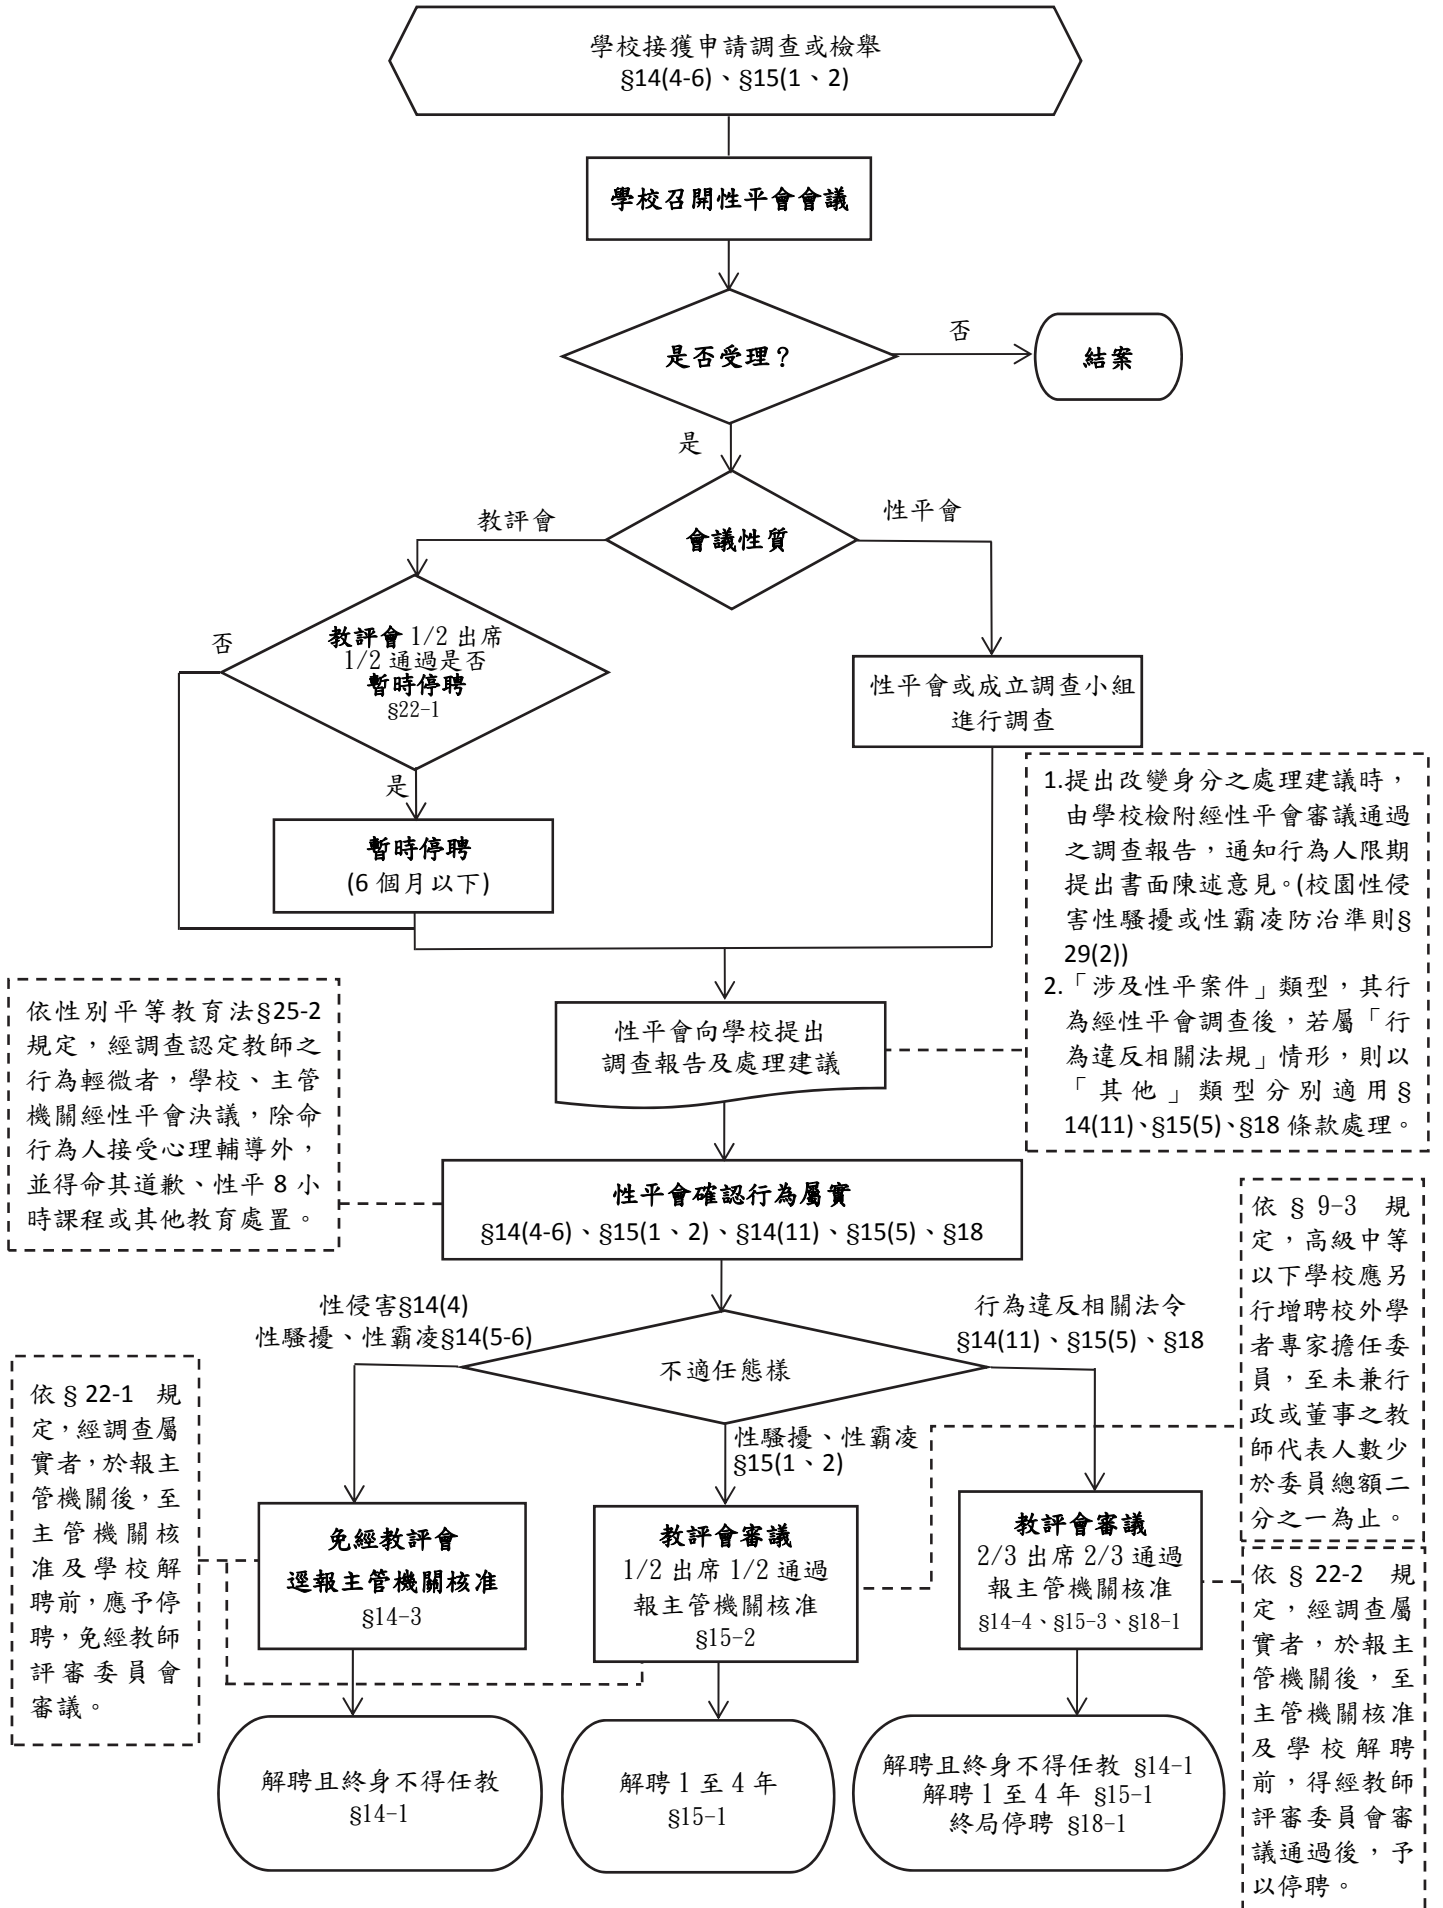 學校接獲申請調查或檢舉
§14(4-6)、§15(1、2)
學校召開性平會會議
是否受理？
否
結案
是
會議性質
教評會
性平會
教評會 1/2 出席
1/2 通過是否
暫時停聘
§22-1
否
是
暫時停聘
(6 個月以下)
性平會或成立調查小組
進行調查
1.提出改變身分之處理建議時，
由學校檢附經性平會審議通過
之調查報告，通知行為人限期
提出書面陳述意見。(校園性侵
害性騷擾或性霸凌防治準則§
29(2))
2.「涉及性平案件」類型，其行
為經性平會調查後，若屬「行
為違反相關法規」情形，則以
「其他」類型分別適用§
14(11)、§15(5)、§18 條款處理。
性平會向學校提出
調查報告及處理建議
依性別平等教育法§25-2
規定，經調查認定教師之
行為輕微者，學校、主管
機關經性平會決議，除命
行為人接受心理輔導外，
並得命其道歉、性平 8 小
時課程或其他教育處置。
性平會確認行為屬實
§14(4-6)、§15(1、2)、§14(11)、§15(5)、§18
不適任態樣
性侵害§14(4)
性騷擾、性霸凌§14(5-6)
性騷擾、性霸凌
§15(1、2)
行為違反相關法令
§14(11)、§15(5)、§18
依 § 9-3 規
定，高級中等
以下學校應另
行增聘校外學
者專家擔任委
員，至未兼行
政或董事之教
師代表人數少
於委員總額二
分之一為止。
依 § 22-1 規
定，經調查屬
實者，於報主
管機關後，至
主管機關核
准及學校解
聘前，應予停
聘，免經教師
評審委員會
審議。
免經教評會
逕報主管機關核准
§14-3
教評會審議
1/2 出席 1/2 通過
報主管機關核准
§15-2
教評會審議
2/3 出席 2/3 通過
報主管機關核准
§14-4、§15-3、§18-1
依 § 22-2 規
定，經調查屬
實者，於報主
管機關後，至
主管機關核准
及學校解聘
前，得經教師
評審委員會審
議通過後，予
以停聘。
解聘且終身不得任教
§14-1
解聘 1 至 4 年
§15-1
解聘且終身不得任教 §14-1
解聘 1 至 4 年 §15-1
終局停聘 §18-1